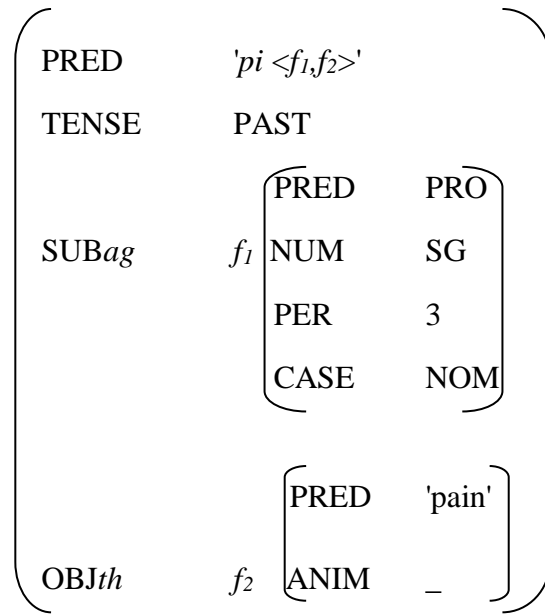 PRED 'pi <f1,f2>'
TENSE PAST
PRED PRO
SUBag f1 NUM SG
PER 3
CASE NOM
PRED 'pain'
OBJth f2 ANIM _